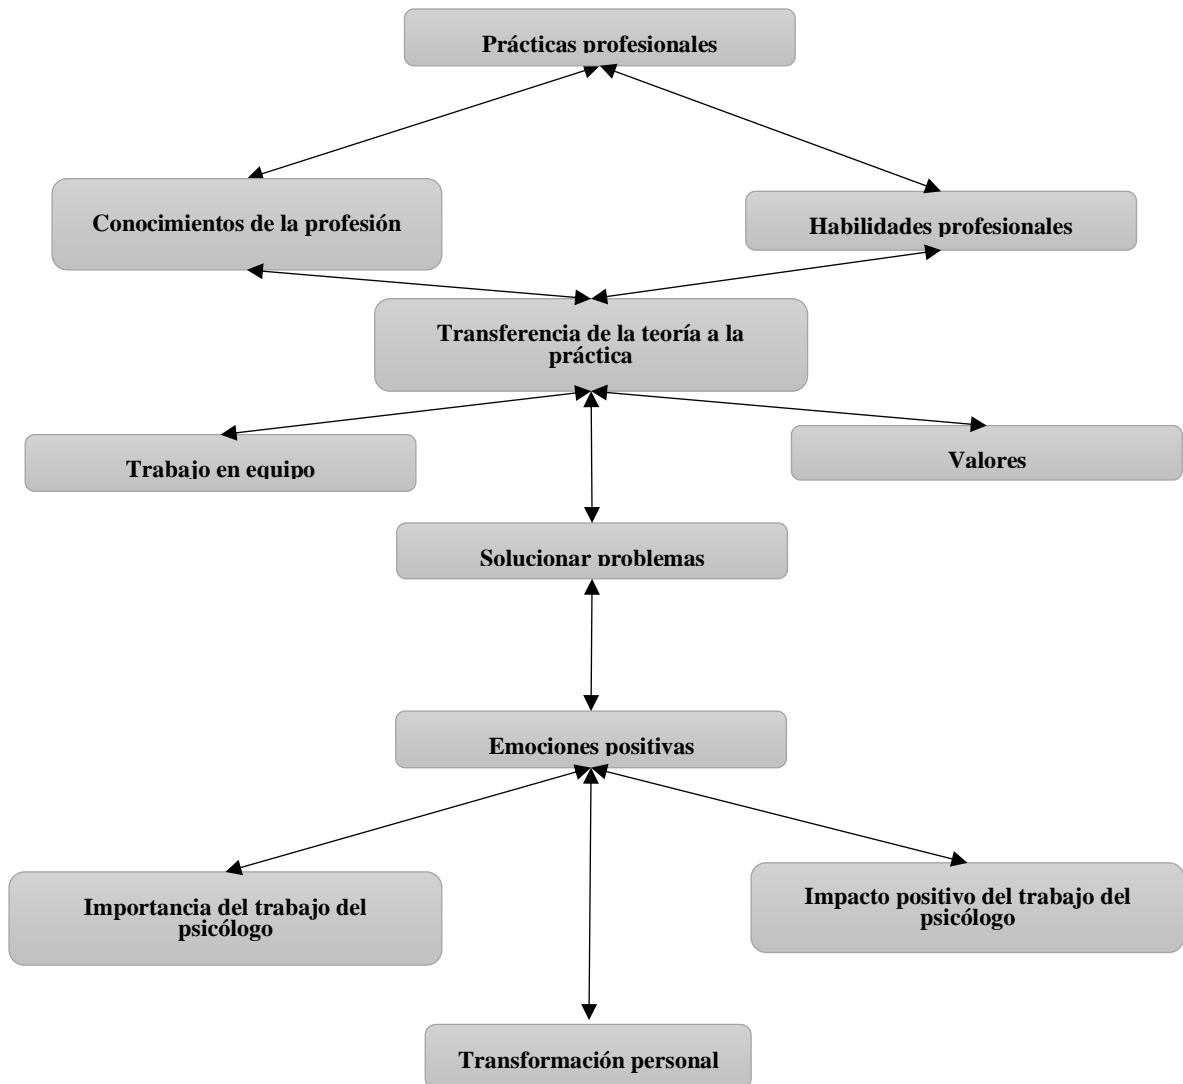 Prácticas profesionales
Conocimientos de la profesión
Habilidades profesionales
Transferencia de la teoría a la
práctica
Trabajo en equipo
Valores
Solucionar problemas
Emociones positivas
Importancia del trabajo del
psicólogo
Impacto positivo del trabajo del
psicólogo
Transformación personal